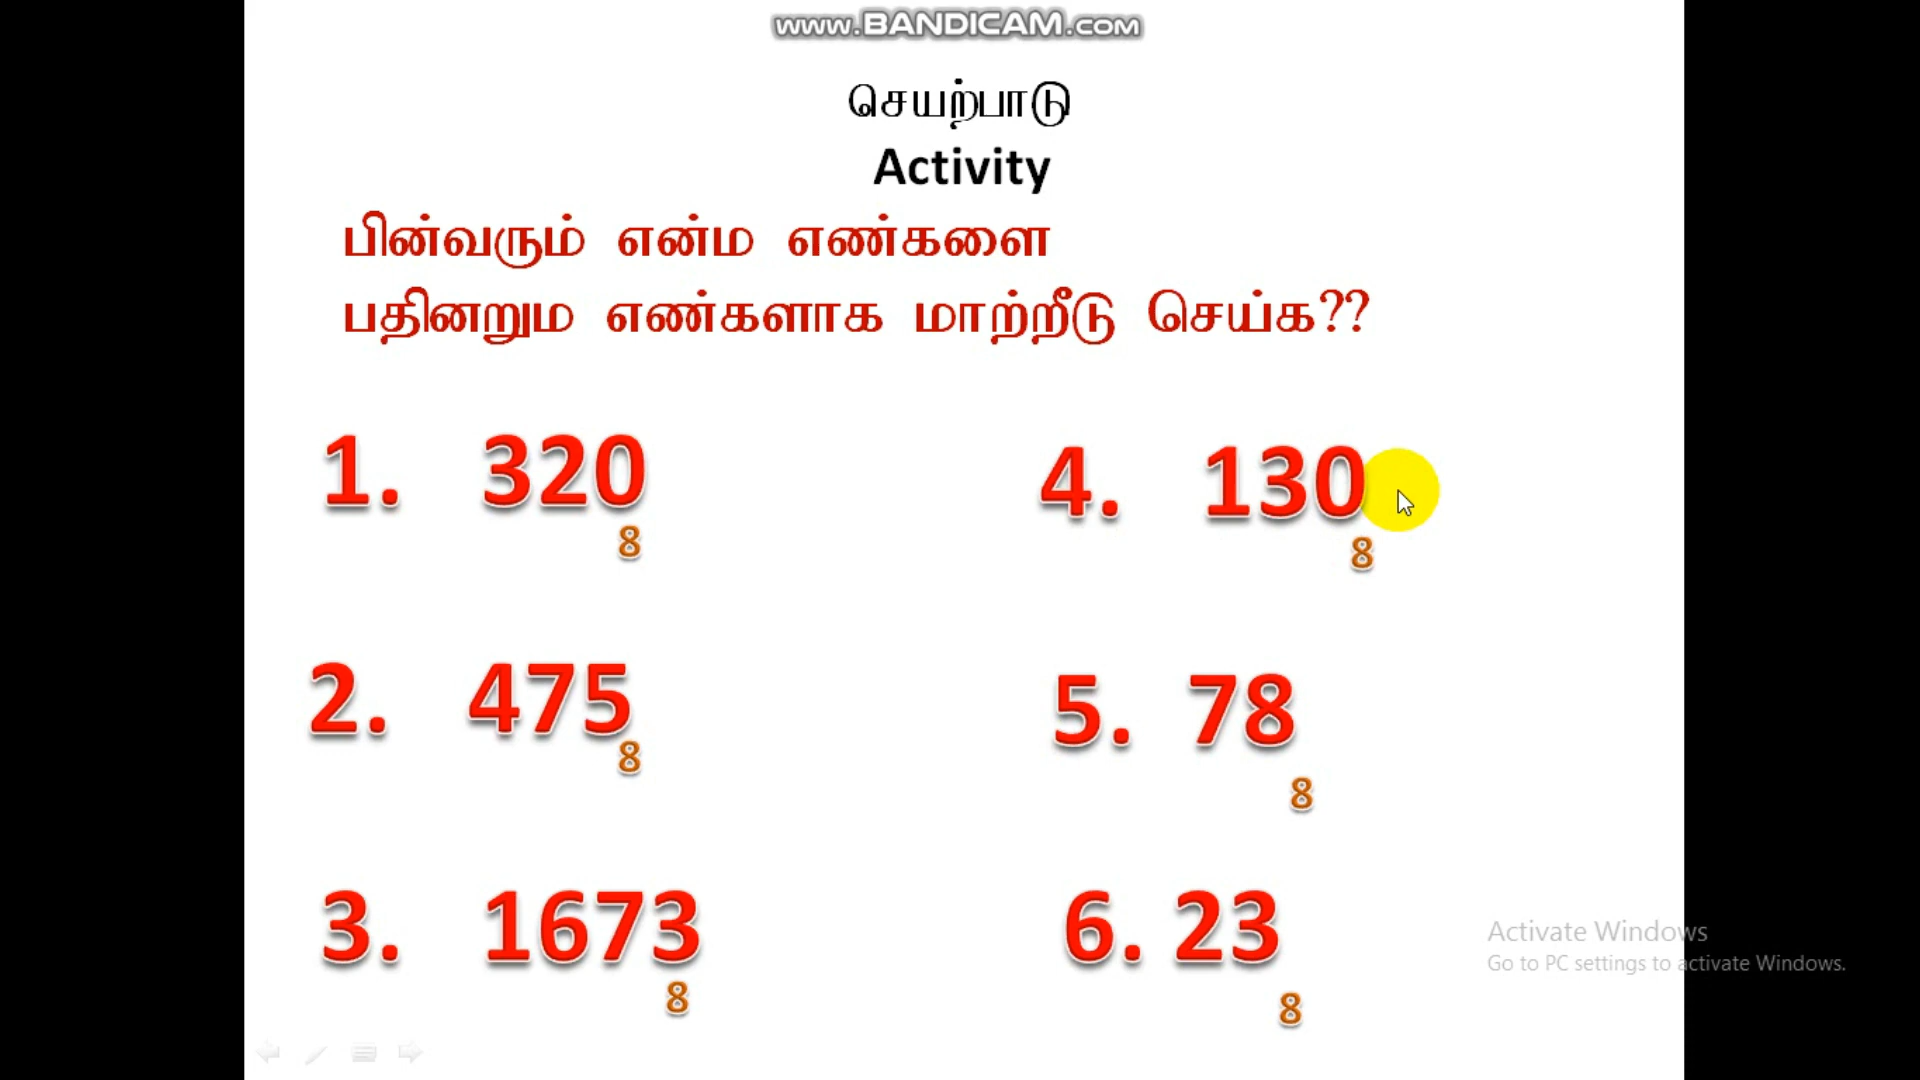 www.BANDICAM.com
செயற்பாடு
Activity
பின்வரும் என்ம எண்களை
பதினறும எண்களாக மாற்றீடு செய்க??
1. 320
8
4. 130
8
2. 475
8
5. 78
8
3. 1673
8
6. 23
8
Activate Windows
Go to PC settings to activate Windows.